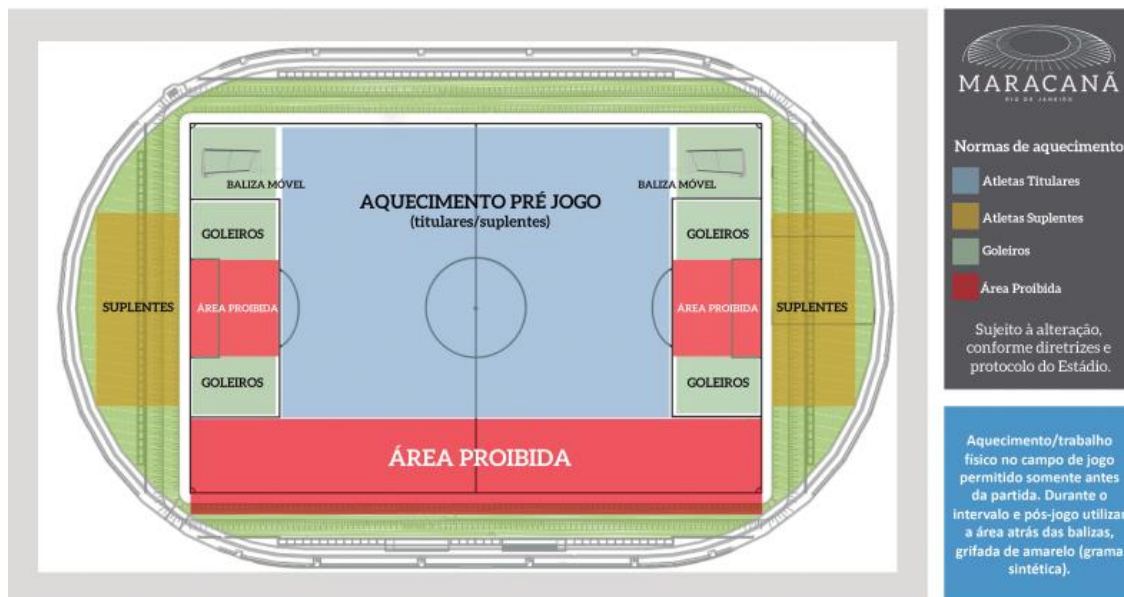 BALIZA MÓVEL
BALIZA MÓVEL
AQUECIMENTO PRÉ JOGO
(titulares/suplentes)
GOLEIROS
GOLEIROS
SUPLENTES
ÁREA PROIBIDA
ÁREA PROIBIDA
SUPLENTES
GOLEIROS
GOLEIROS
ÁREA PROIBIDA
MARACANÃ
RIO DE JANEIRO
Normas de aquecimento
Atletas Titulares
Atletas Suplentes
Goleiros
Área Proibida
Sujeito à alteração,
conforme diretrizes e
protocolo do Estádio.
Aquecimento/trabalho
físico no campo de jogo
permitido somente antes
da partida. Durante o
intervalo e pós-jogo utilizar
a área atrás das balizas,
grifada de amarelo (grama
sintética).